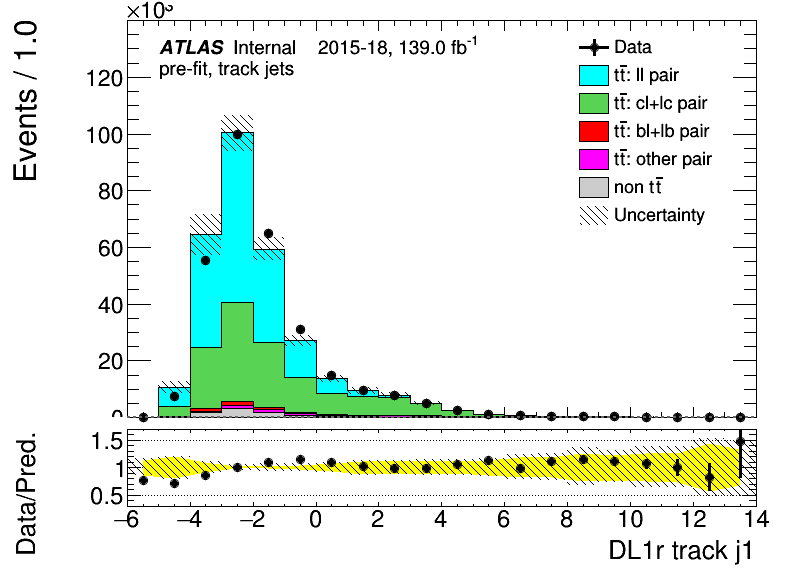 ×10³
Events / 1.0
ATLAS Internal 2015-18, 139.0 fb⁻¹
pre-fit, track jets
Data
tt̄: ll pair
tt̄: cl+lc pair
tt̄: bl+lb pair
tt̄: other pair
non tt̄
Uncertainty
120
100
80
60
40
20
0
Data/Pred.
1.5
1
0.5
−6 −4 −2 0 2 4 6 8 10 12 14
DL1r track j1